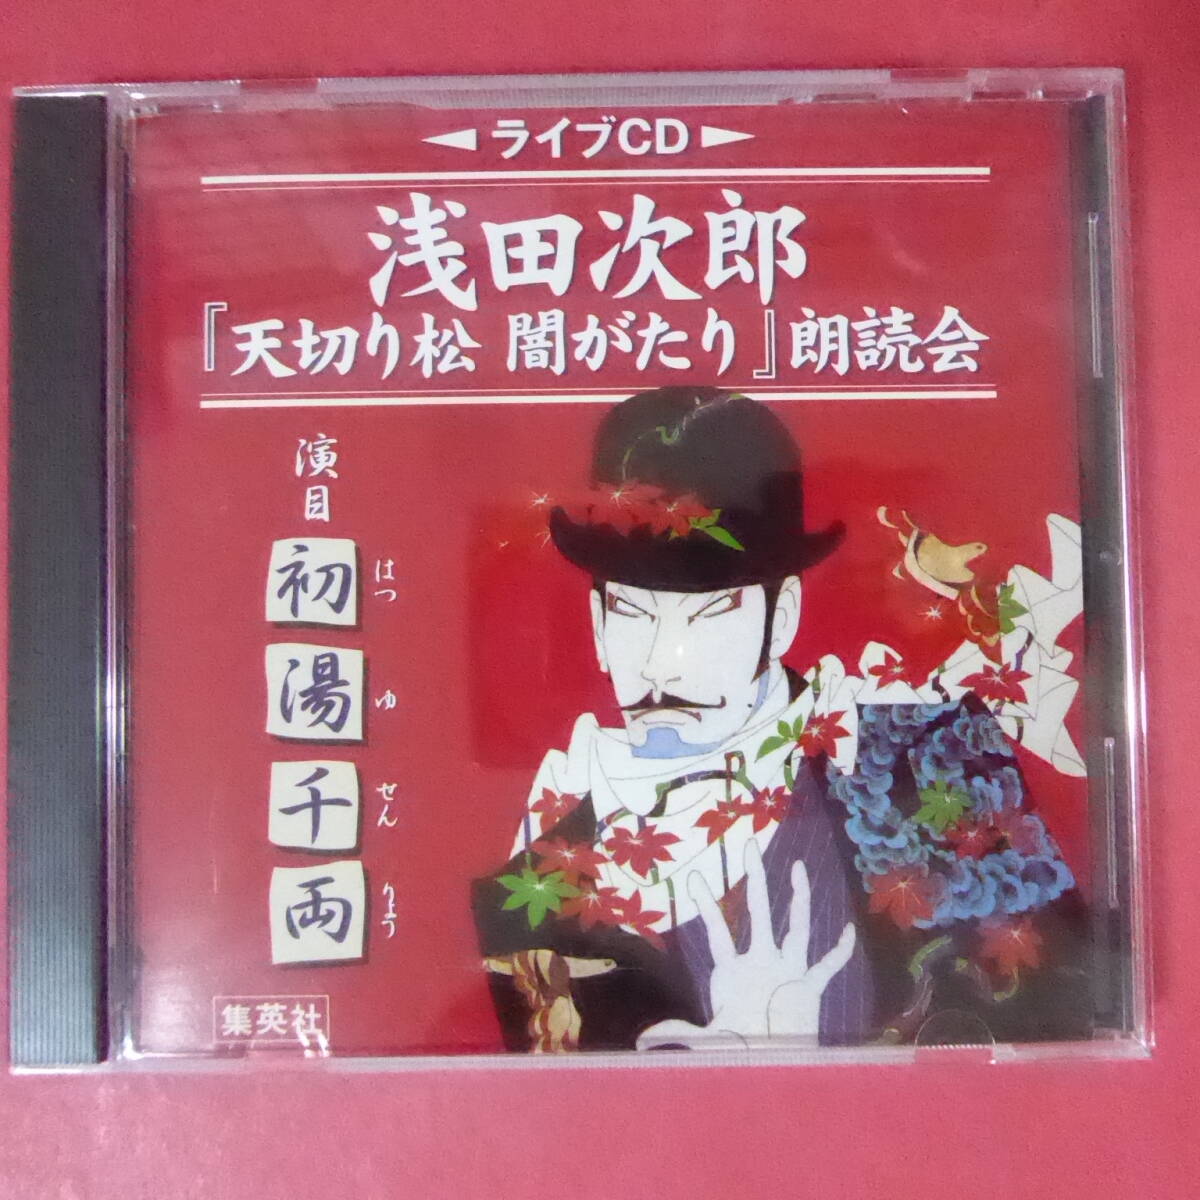 ライブCD
浅田次郎
『天切り松 闇がたり』朗読会
演目
初湯千両
はつゆせんりょう
集英社